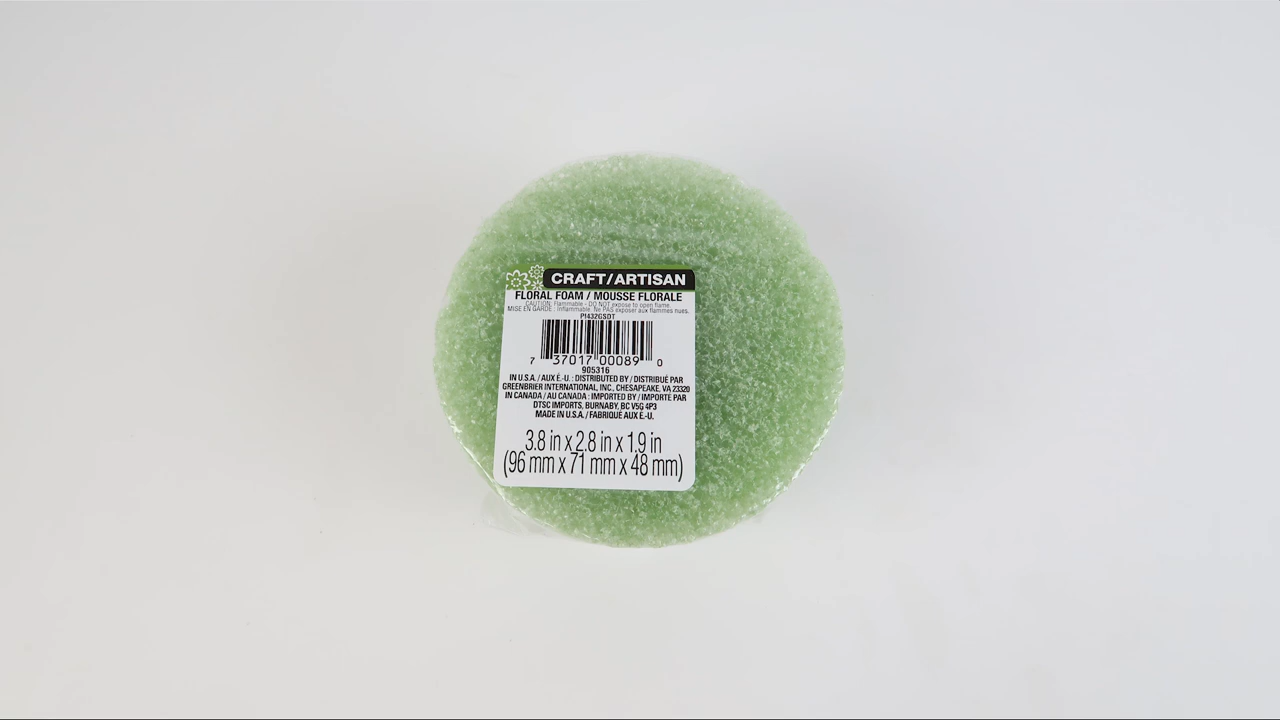 CRAFT/ARTISAN
FLORAL FOAM / MOUSSE FLORALE
CAUTION: Flammable - DO NOT expose to open flame
MISE EN GARDE : Inflammable. Ne PAS exposer aux flammes nues.
PI432GSDT
7 37017 00089 0
905316
IN U.S.A. / AUX É.-U. : DISTRIBUTED BY / DISTRIBUÉ PAR
GREENBRIER INTERNATIONAL, INC., CHESAPEAKE, VA 23320
IN CANADA / AU CANADA : IMPORTED BY / IMPORTÉ PAR
DTSC IMPORTS, BURNABY, BC V5G 4P3
MADE IN U.S.A. / FABRIQUÉ AUX É.-U.
3.8 in x 2.8 in x 1.9 in
(96 mm x 71 mm x 48 mm)